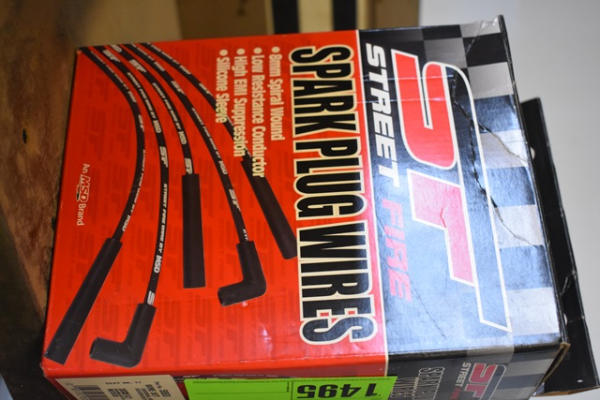 SF
STREET FIRE
SPARK PLUG WIRES
• 8mm Spiral Wound
• Low Resistance Conductor
• High EMI Suppression
• Silicone Sleeve
An MSD Brand
1495